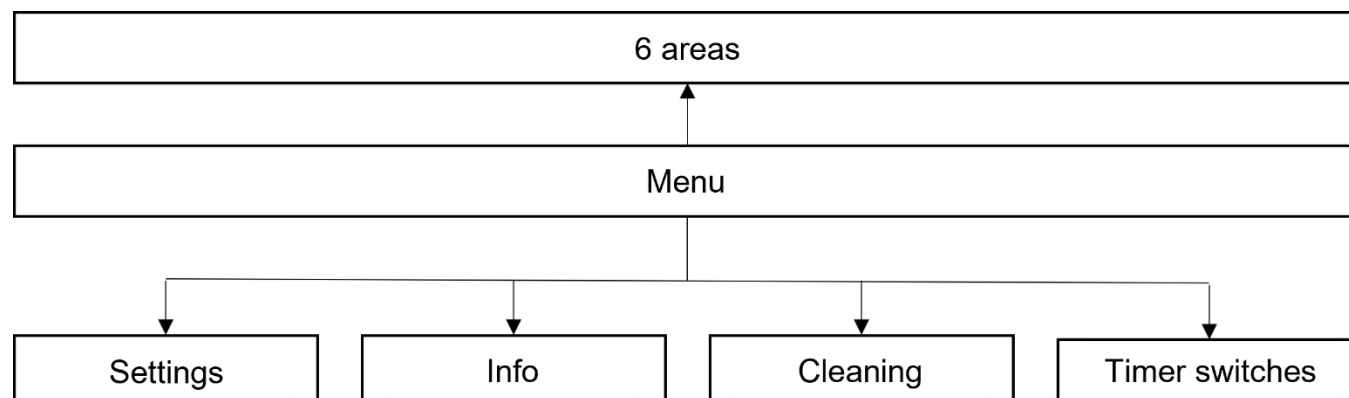 6 areas
Menu
Settings
Info
Cleaning
Timer switches